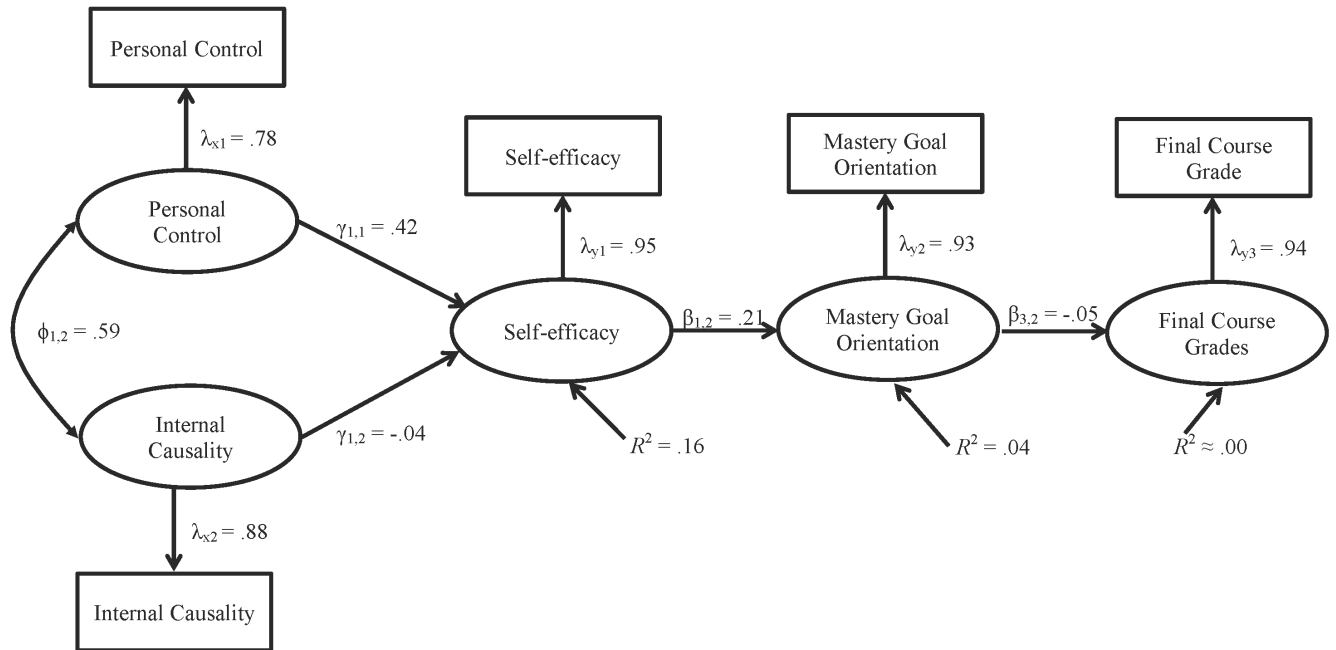 Personal Control
λx1 = .78
Personal
Control
γ1,1 = .42
ϕ1,2 = .59
Internal
Causality
γ1,2 = -.04
λx2 = .88
Internal Causality
Self-efficacy
λy1 = .95
Self-efficacy
R² = .16
β1,2 = .21
Mastery Goal
Orientation
λy2 = .93
Mastery Goal
Orientation
R² = .04
β3,2 = -.05
Final Course
Grade
λy3 = .94
Final Course
Grades
R² ≈ .00